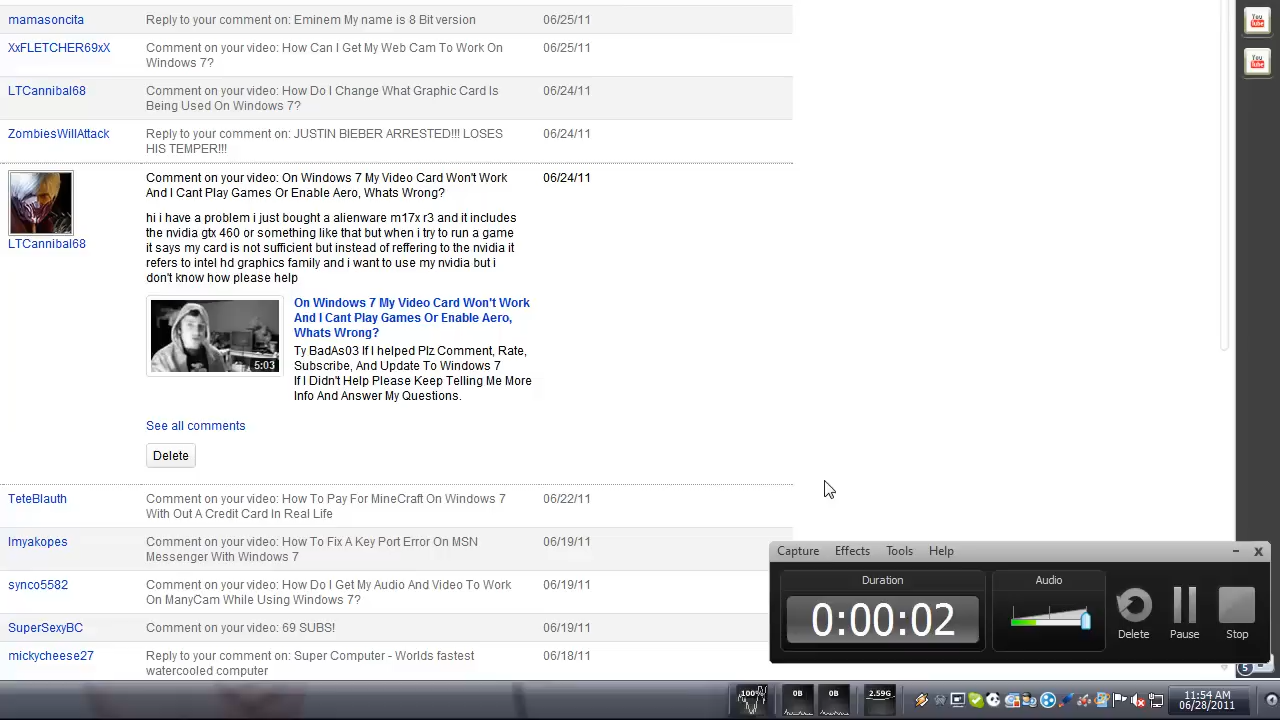 mamasoncita Reply to your comment on: Eminem My name is 8 Bit version 06/25/11
XxFLETCHER69xX Comment on your video: How Can I Get My Web Cam To Work On 06/25/11
Windows 7?
LTCannibal68 Comment on your video: How Do I Change What Graphic Card Is 06/24/11
Being Used On Windows 7?
ZombiesWillAttack Reply to your comment on: JUSTIN BIEBER ARRESTED!!! LOSES 06/24/11
HIS TEMPER!!!
Comment on your video: On Windows 7 My Video Card Won't Work 06/24/11
And I Cant Play Games Or Enable Aero, Whats Wrong?
LTCannibal68
hi i have a problem i just bought a alienware m17x r3 and it includes
the nvidia gtx 460 or something like that but when i try to run a game
it says my card is not sufficient but instead of reffering to the nvidia it
refers to intel hd graphics family and i want to use my nvidia but i
don't know how please help
5:03
On Windows 7 My Video Card Won't Work
And I Cant Play Games Or Enable Aero,
Whats Wrong?
Ty BadAs03 If I helped Plz Comment, Rate,
Subscribe, And Update To Windows 7
If I Didn't Help Please Keep Telling Me More
Info And Answer My Questions.
See all comments
Delete
TeteBlauth Comment on your video: How To Pay For MineCraft On Windows 7 06/22/11
With Out A Credit Card In Real Life
lmyakopes Comment on your video: How To Fix A Key Port Error On MSN 06/19/11
Messenger With Windows 7
synco5582 Comment on your video: How Do I Get My Audio And Video To Work 06/19/11
On ManyCam While Using Windows 7?
SuperSexyBC Comment on your video: 69 SUBS! 06/19/11
mickycheese27 Reply to your comment on: Super Computer - Worlds fastest 06/18/11
watercooled computer
You Tube
You Tube
Capture Effects Tools Help
Duration
0:00:02
Audio
Delete Pause Stop
5
100% 0B 0B 2.59G
11:54 AM
06/28/2011